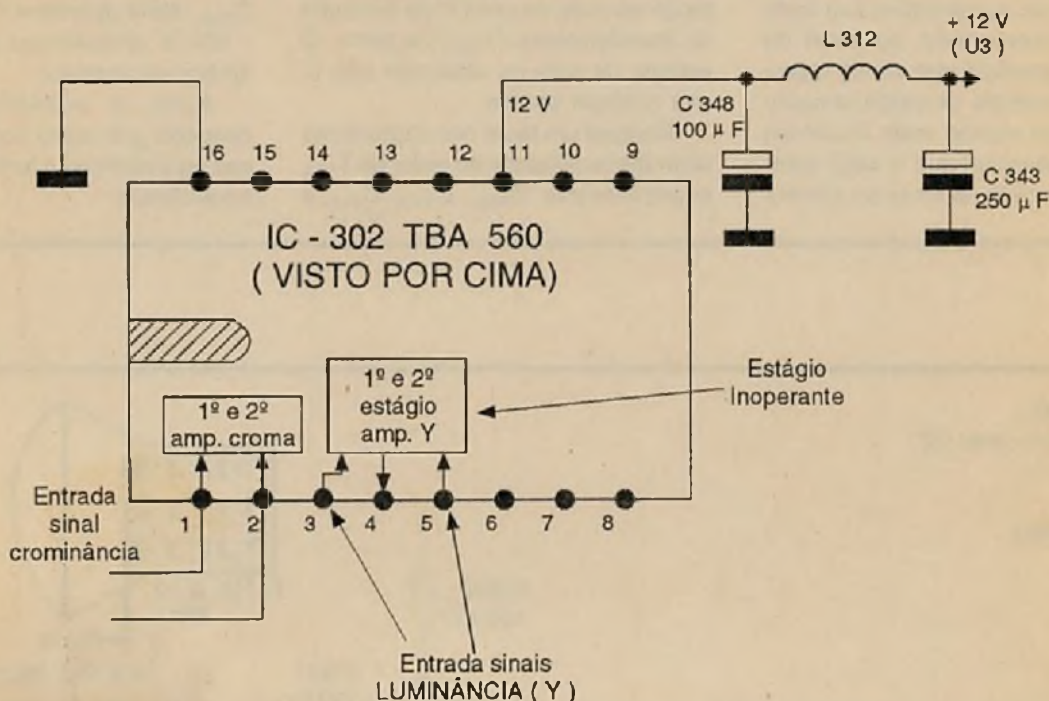 + 12 V
( U3 )
L 312
C 348
100 µ F
12 V
C 343
250 µ F
16 15 14 13 12 11 10 9
IC - 302 TBA 560
( VISTO POR CIMA)
1º e 2º
amp. croma
1º e 2º
estágio
amp. Y
Estágio
Inoperante
Entrada
sinal
crominância
1 2 3 4 5 6 7 8
Entrada sinais
LUMINÂNCIA ( Y )